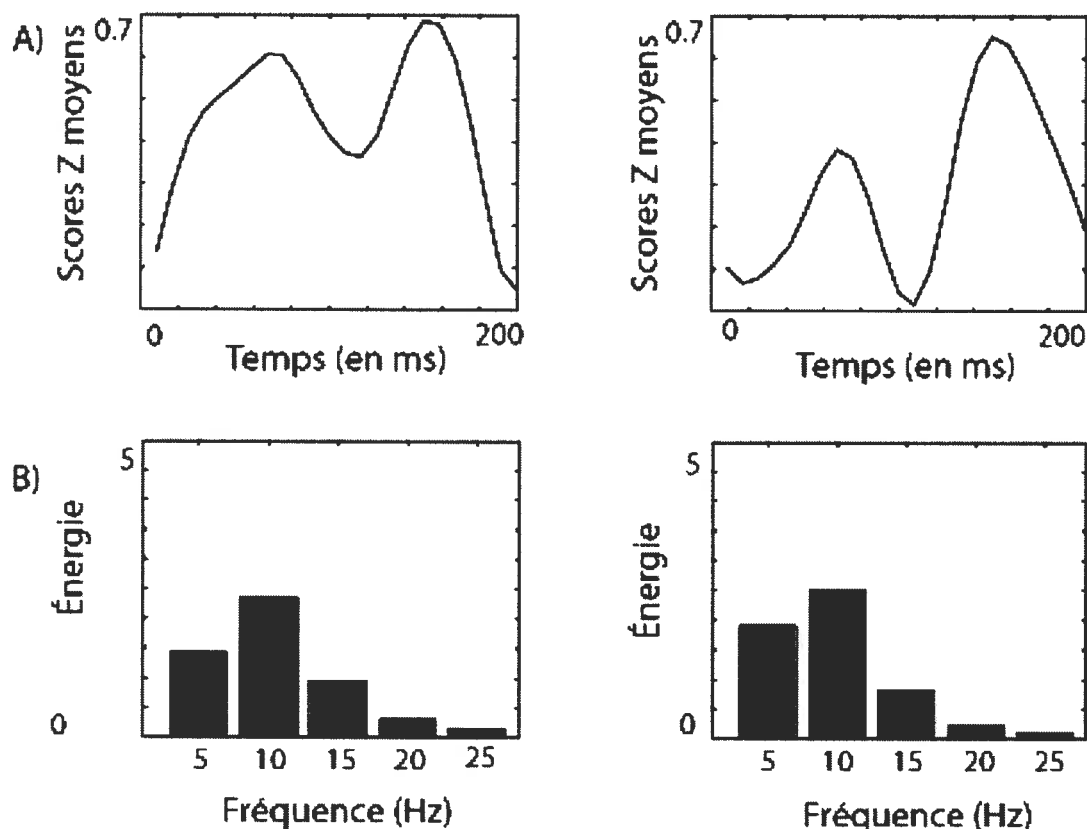 A)
Scores Z moyens
0.7
0
200
Temps (en ms)
Scores Z moyens
0.7
0
200
Temps (en ms)
B)
Énergie
5
0
5 10 15 20 25
Fréquence (Hz)
Énergie
5
0
5 10 15 20 25
Fréquence (Hz)